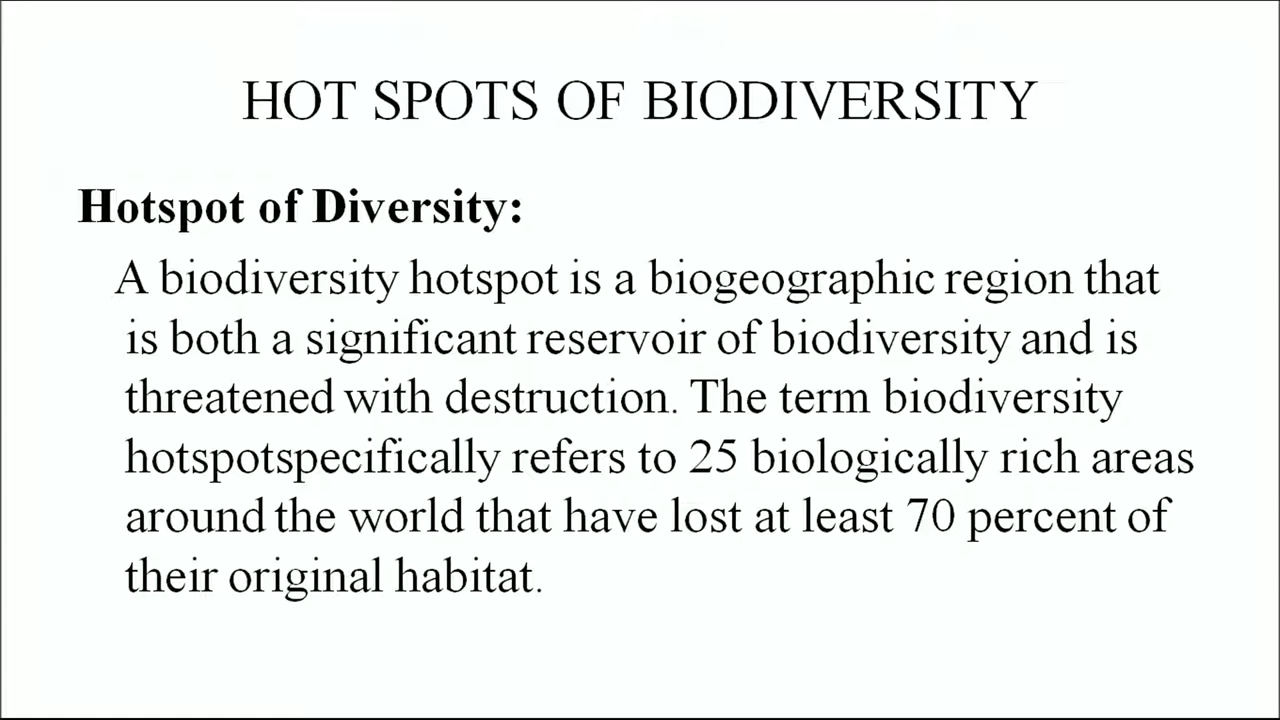 HOT SPOTS OF BIODIVERSITY
Hotspot of Diversity:
A biodiversity hotspot is a biogeographic region that
is both a significant reservoir of biodiversity and is
threatened with destruction. The term biodiversity
hotspotspecifically refers to 25 biologically rich areas
around the world that have lost at least 70 percent of
their original habitat.